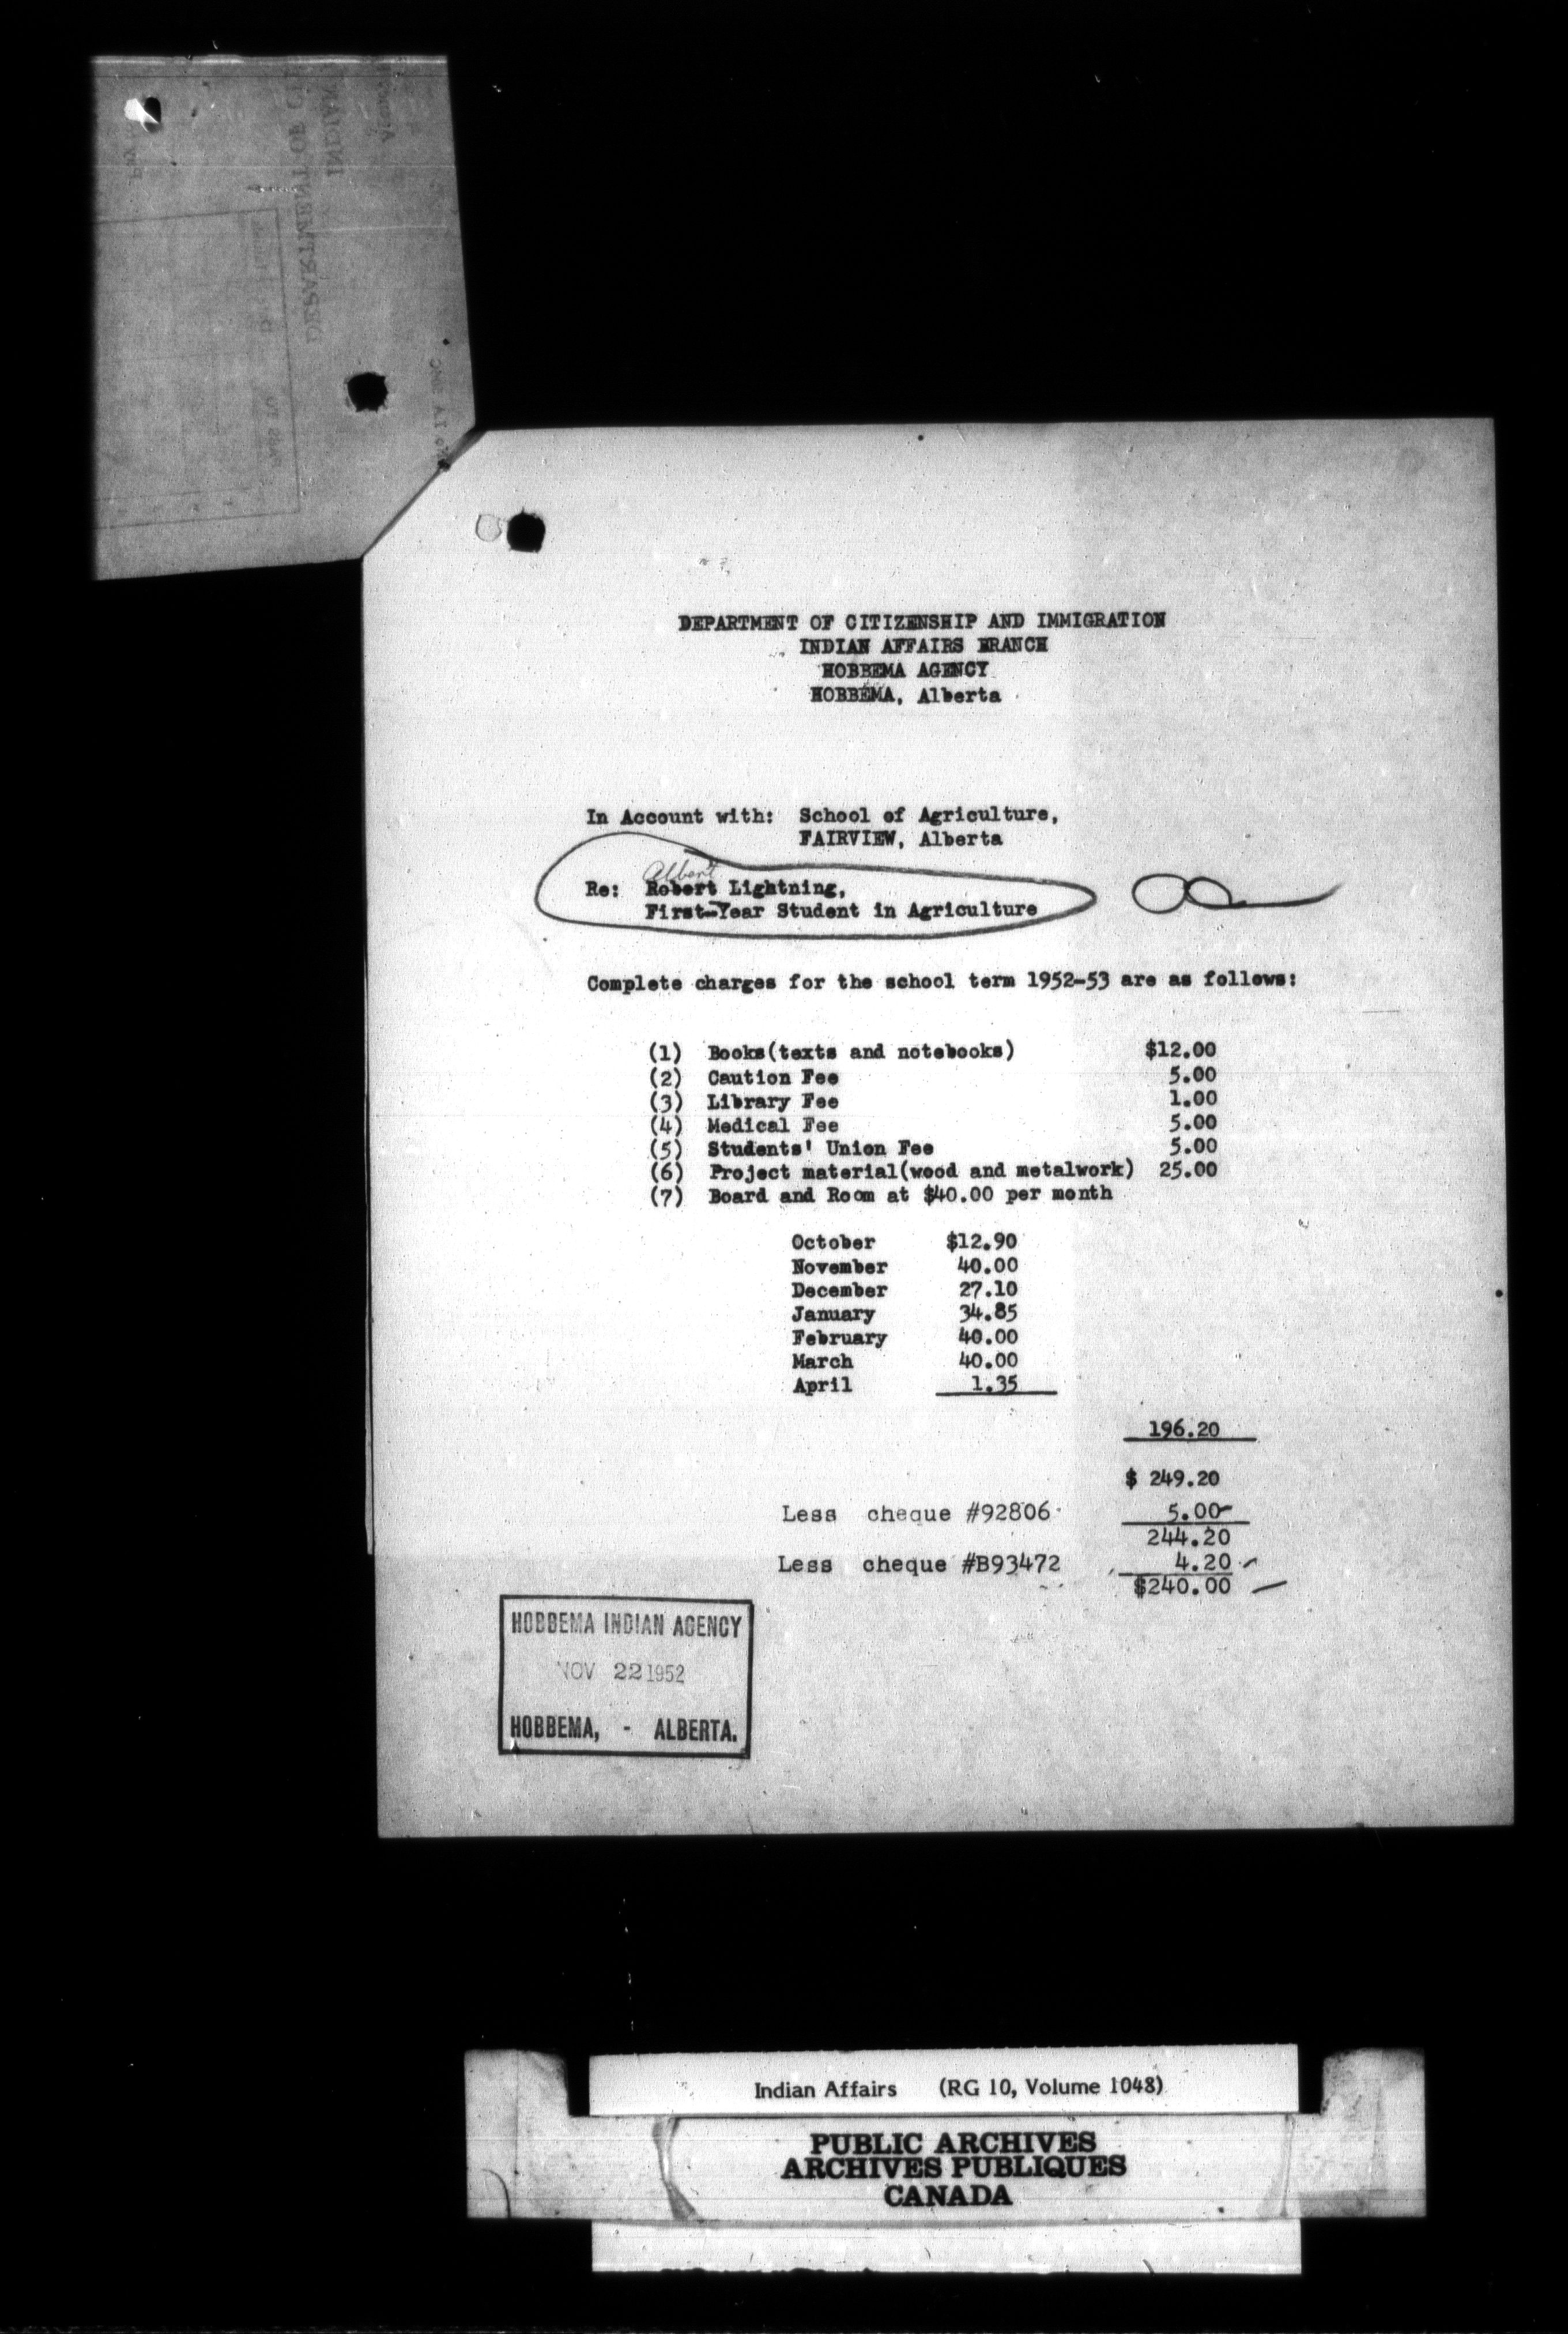 DEPARTMENT OF CI
INDIAN
DEPARTMENT OF CITIZENSHIP AND IMMIGRATION
INDIAN AFFAIRS BRANCH
HOBBEMA AGENCY
HOBBEMA, Alberta
In Account with: School of Agriculture,
FAIRVIEW, Alberta
Albert
Re: Robert Lightning,
First-Year Student in Agriculture
Complete charges for the school term 1952-53 are as follows:
(1) Books(texts and notebooks) $12.00
(2) Caution Fee 5.00
(3) Library Fee 1.00
(4) Medical Fee 5.00
(5) Students' Union Fee 5.00
(6) Project material(wood and metalwork) 25.00
(7) Board and Room at $40.00 per month
October $12.90
November 40.00
December 27.10
January 34.85
February 40.00
March 40.00
April 1.35
196.20
$ 249.20
Less cheque #92806 5.00
244.20
Less cheque #B93472 4.20
$240.00
HOBBEMA INDIAN AGENCY
NOV 22 1952
HOBBEMA, - ALBERTA.
Indian Affairs (RG 10, Volume 1048)
PUBLIC ARCHIVES
ARCHIVES PUBLIQUES
CANADA